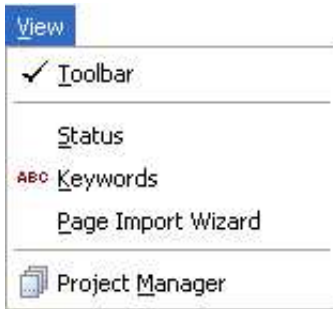 View
Toolbar
Status
ABC Keywords
Page Import Wizard
Project Manager